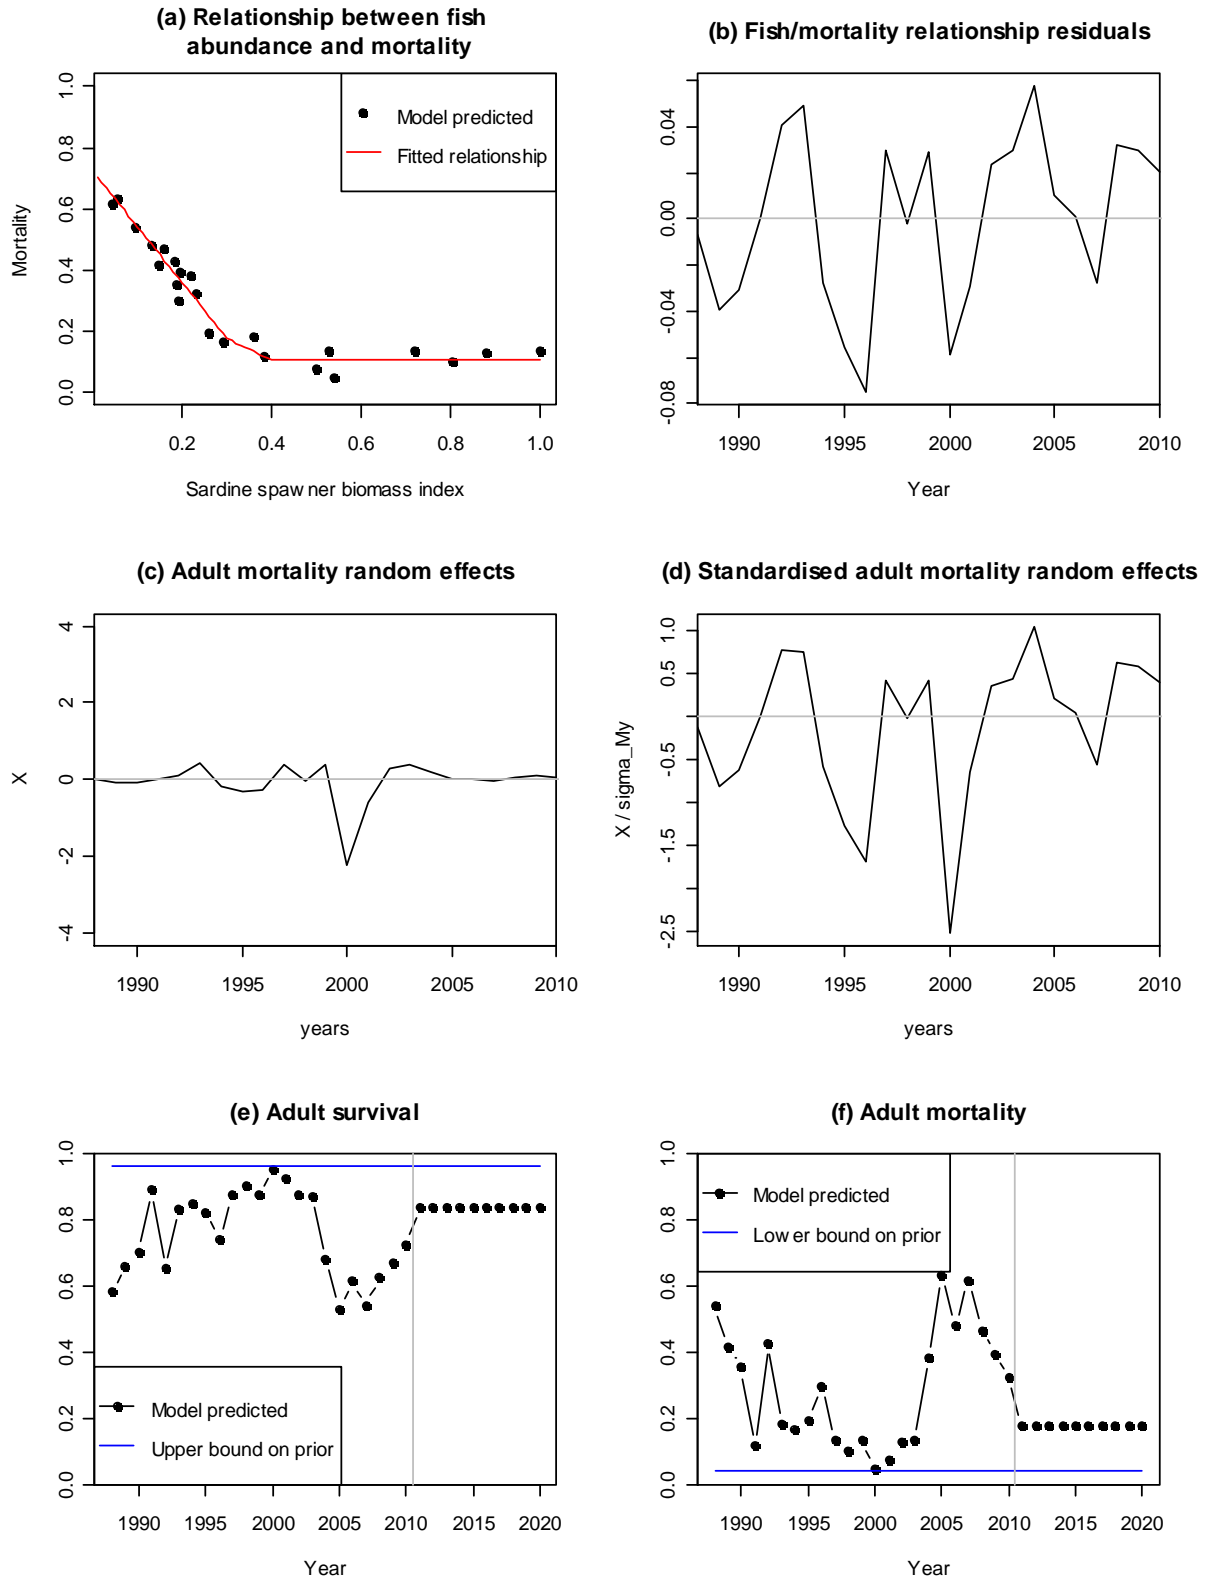 (a) Relationship between fish
abundance and mortality
Mortality
1.0
0.8
0.6
0.4
0.2
0.0
Model predicted
Fitted relationship
0.2 0.4 0.6 0.8 1.0
Sardine spawner biomass index
(b) Fish/mortality relationship residuals
0.04
0.00
-0.04
-0.08
1990 1995 2000 2005 2010
Year
(c) Adult mortality random effects
X
4
2
0
-2
-4
1990 1995 2000 2005 2010
years
(d) Standardised adult mortality random effects
X / sigma_My
1.0
0.5
-0.5
-1.5
-2.5
1990 1995 2000 2005 2010
years
(e) Adult survival
1.0
0.8
0.6
0.4
0.2
0.0
Model predicted
Upper bound on prior
1990 1995 2000 2005 2010 2015 2020
Year
(f) Adult mortality
1.0
0.8
0.6
0.4
0.2
0.0
Model predicted
Lower bound on prior
1990 1995 2000 2005 2010 2015 2020
Year